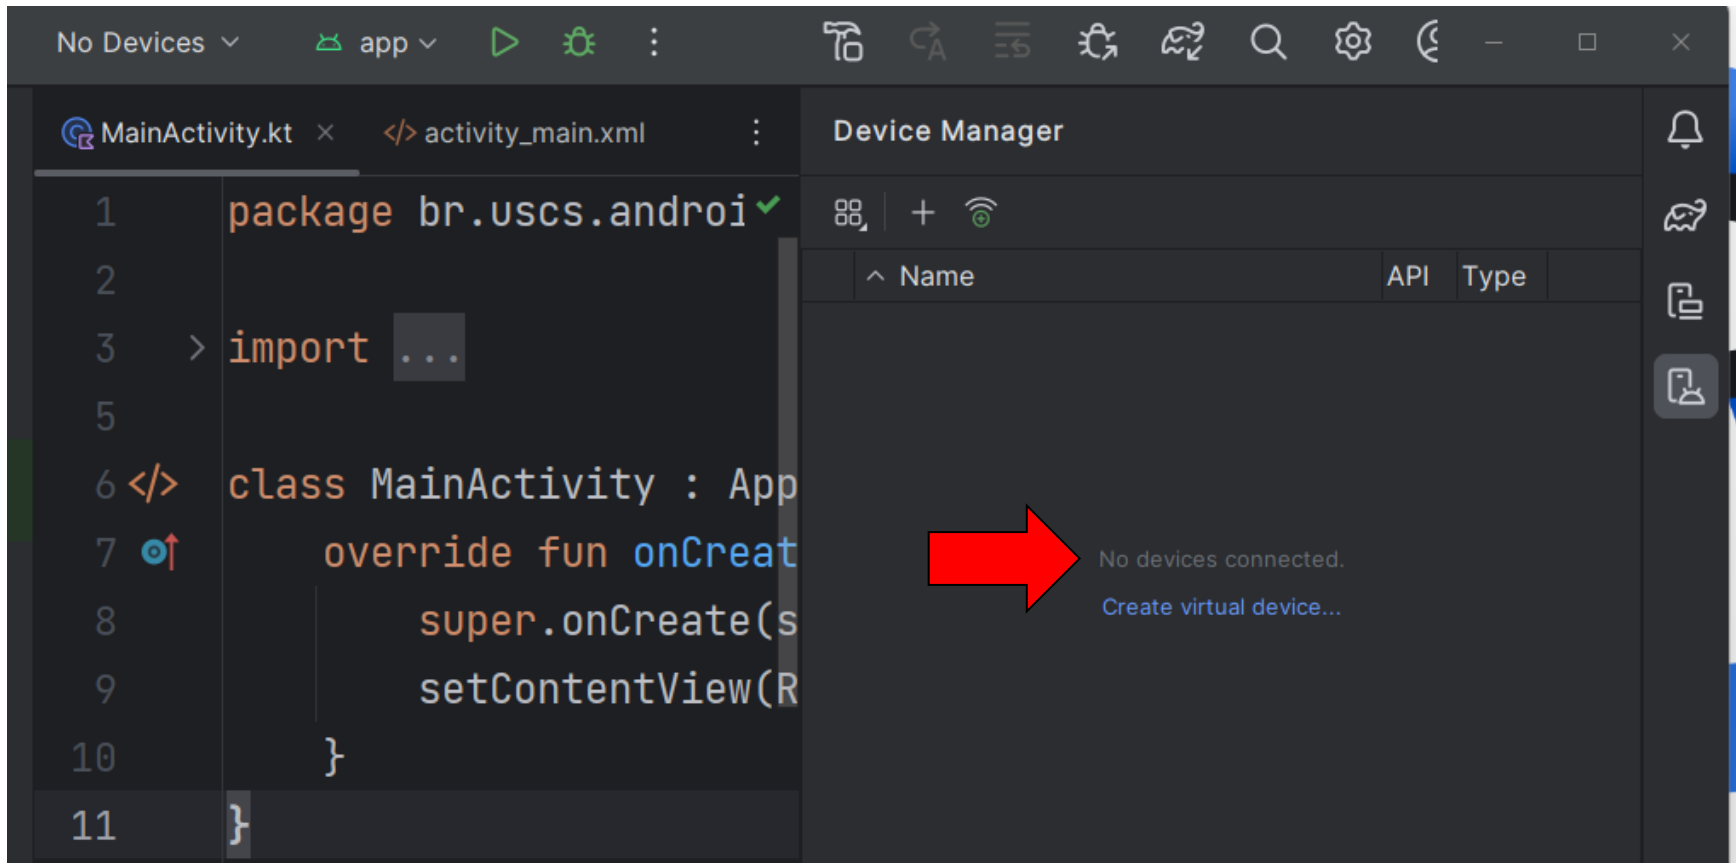 No Devices app
MainActivity.kt activity_main.xml
Device Manager
1 package br.uscs.androi
2
3 import ...
5
6 class MainActivity : App
7 override fun onCreat
8 super.onCreate(s
9 setContentView(R
10 }
11 }
Name API Type
No devices connected.
Create virtual device...